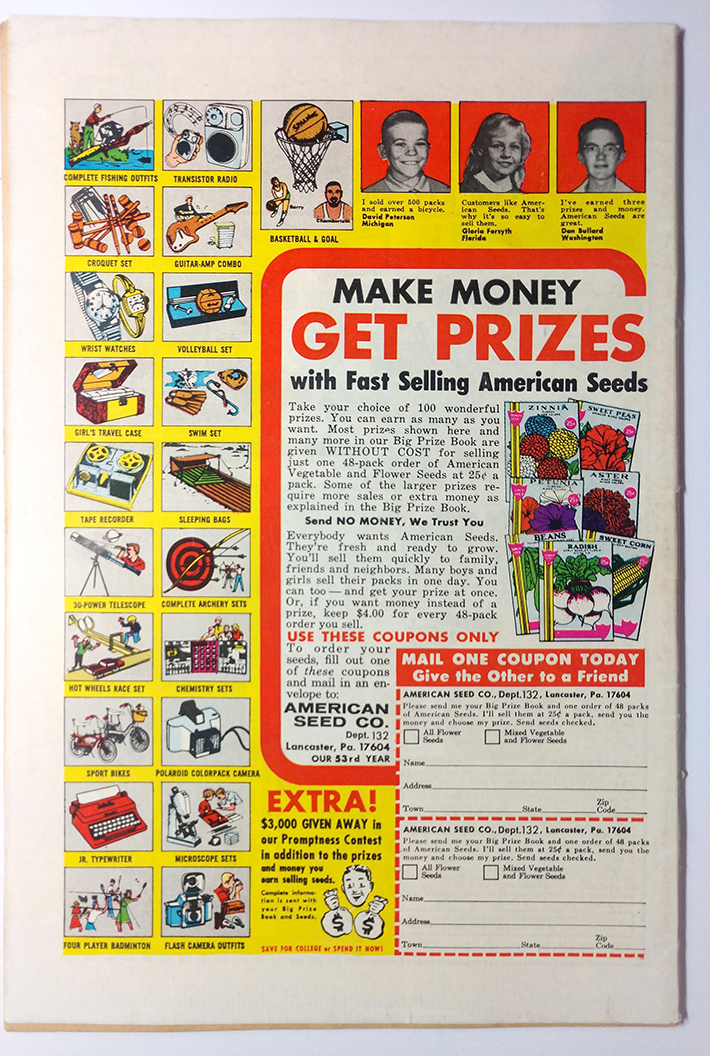 COMPLETE FISHING OUTFITS
TRANSISTOR RADIO
SPALDING
Barry
Chamberlain
BASKETBALL & GOAL
I sold over 500 packs
and earned a bicycle.
David Peterson
Michigan
Customers like Amer-
ican Seeds. That's
why it's so easy to
sell them.
Gloria Forsyth
Florida
I've earned three
prizes and money.
American Seeds are
great.
Dan Bullard
Washington
CROQUET SET
GUITAR-AMP COMBO
WRIST WATCHES
VOLLEYBALL SET
GIRL'S TRAVEL CASE
SWIM SET
TAPE RECORDER
SLEEPING BAGS
30-POWER TELESCOPE
COMPLETE ARCHERY SETS
HOT WHEELS RACE SET
CHEMISTRY SETS
SPORT BIKES
POLAROID COLORPACK CAMERA
JR. TYPEWRITER
MICROSCOPE SETS
FOUR PLAYER BADMINTON
FLASH CAMERA OUTFITS
MAKE MONEY
GET PRIZES
with Fast Selling American Seeds
Take your choice of 100 wonderful
prizes. You can earn as many as you
want. Most prizes shown here and
many more in our Big Prize Book are
given WITHOUT COST for selling
just one 48-pack order of American
Vegetable and Flower Seeds at 25¢ a
pack. Some of the larger prizes re-
quire more sales or extra money as
explained in the Big Prize Book.
Send NO MONEY, We Trust You
Everybody wants American Seeds.
They're fresh and ready to grow.
You'll sell them quickly to family,
friends and neighbors. Many boys and
girls sell their packs in one day. You
can too — and get your prize at once.
Or, if you want money instead of a
prize, keep $4.00 for every 48-pack
order you sell.
USE THESE COUPONS ONLY
To order your
seeds, fill out one
of these coupons
and mail in an en-
velope to:
AMERICAN
SEED CO.
Dept. 132
Lancaster, Pa. 17604
OUR 53rd YEAR
ZINNIA
SWEET PEAS
PETUNIA
ASTER
BEANS
RADISH
SWEET CORN
MAIL ONE COUPON TODAY
Give the Other to a Friend
AMERICAN SEED CO., Dept. 132, Lancaster, Pa. 17604
Please send me your Big Prize Book and one order of 48 packs
of American Seeds. I'll sell them at 25¢ a pack, send you the
money and choose my prize. Send seeds checked.
All Flower
Seeds
Mixed Vegetable
and Flower Seeds
Name
Address
Town State Zip Code
AMERICAN SEED CO., Dept. 132, Lancaster, Pa. 17604
Please send me your Big Prize Book and one order of 48 packs
of American Seeds. I'll sell them at 25¢ a pack, send you the
money and choose my prize. Send seeds checked.
All Flower
Seeds
Mixed Vegetable
and Flower Seeds
Name
Address
Town State Zip Code
EXTRA!
$3,000 GIVEN AWAY in
our Promptness Contest
in addition to the prizes
and money you
earn selling seeds.
Complete informa-
tion is sent with
your Big Prize
Book and Seeds.
$ $
SAVE FOR COLLEGE or SPEND IT NOW!